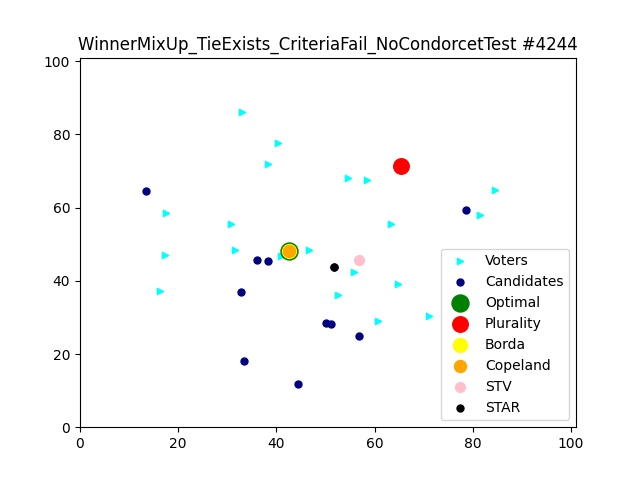 WinnerMixUp_TieExists_CriteriaFail_NoCondorcetTest #4244
100
80
60
40
20
0
0 20 40 60 80 100
Voters
Candidates
Optimal
Plurality
Borda
Copeland
STV
STAR